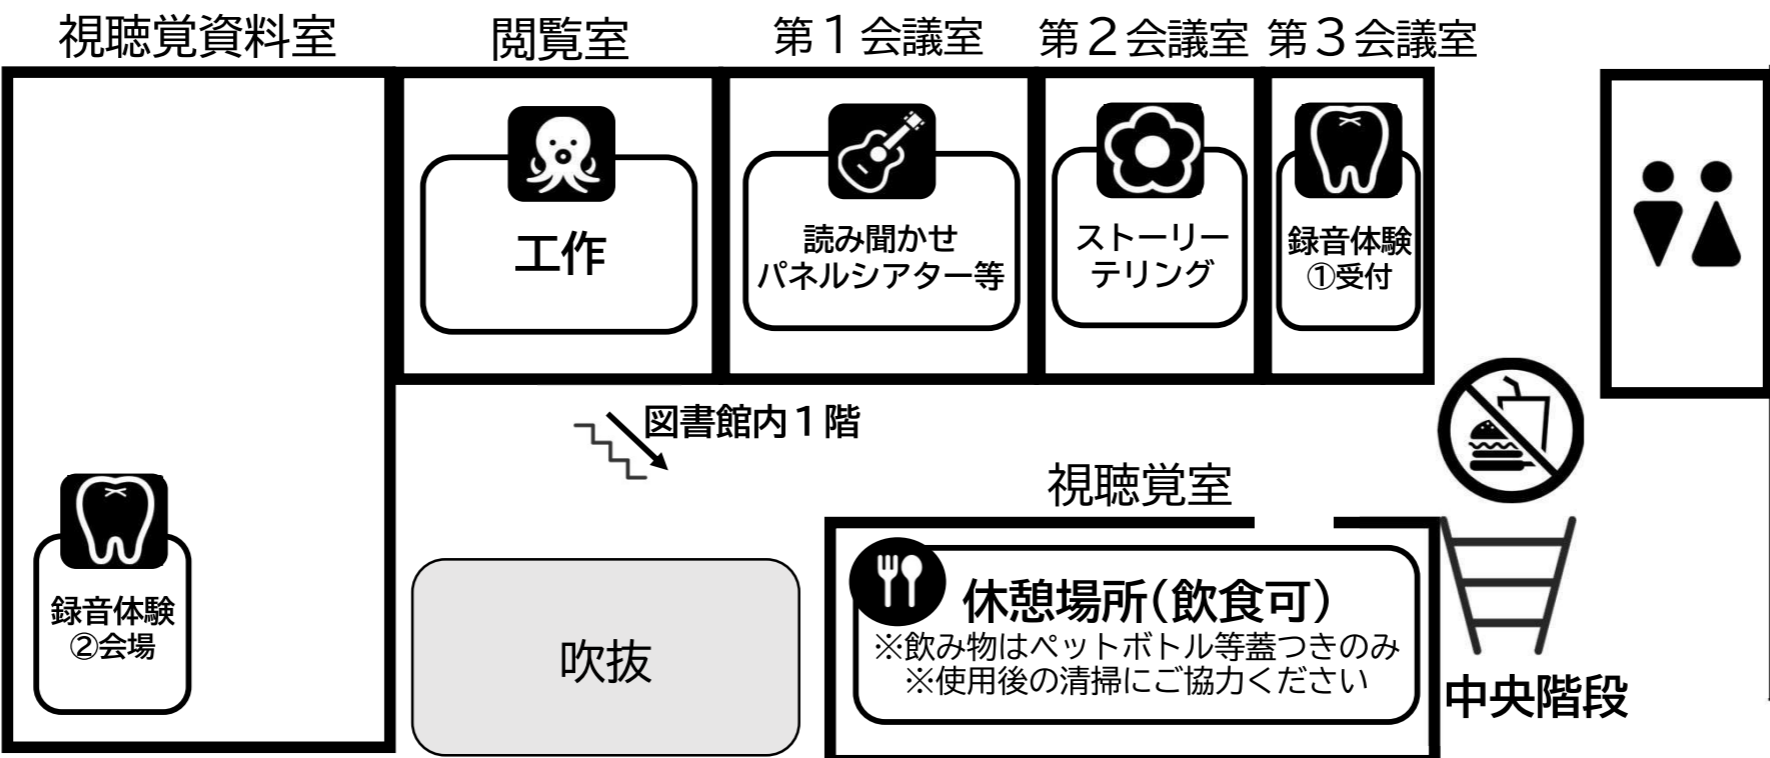 視聴覚資料室
閲覧室
第１会議室
第２会議室
第３会議室
工作
読み聞かせ
パネルシアター等
ストーリー
テリング
録音体験
①受付
図書館内１階
視聴覚室
録音体験
②会場
吹抜
休憩場所(飲食可)
※飲み物はペットボトル等蓋つきのみ
※使用後の清掃にご協力ください
中央階段